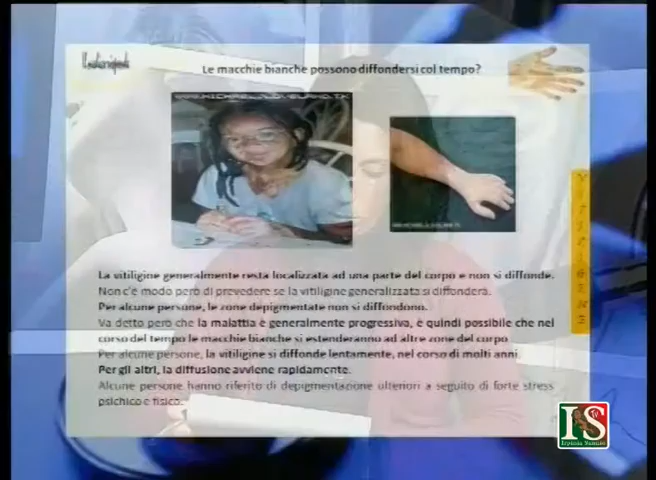 Le macchie bianche possono diffondersi col tempo?
La vitiligine generalmente resta localizzata ad una parte del corpo e non si diffonde.
Non c'è modo però di prevedere se la vitiligine generalizzata si diffonderà.
Per alcune persone, le zone depigmentate non si diffondono.
Va detto però che la malattia è generalmente progressiva, è quindi possibile che nel
corso del tempo le macchie bianche si estenderanno ad altre zone del corpo
Per alcune persone, la vitiligine si diffonde lentamente, nel corso di molti anni
Per gli altri, la diffusione avviene rapidamente.
Alcune persone hanno riferito di depigmentazione ulteriori a seguito di forte stress
psichico e fisico.
IS
TV